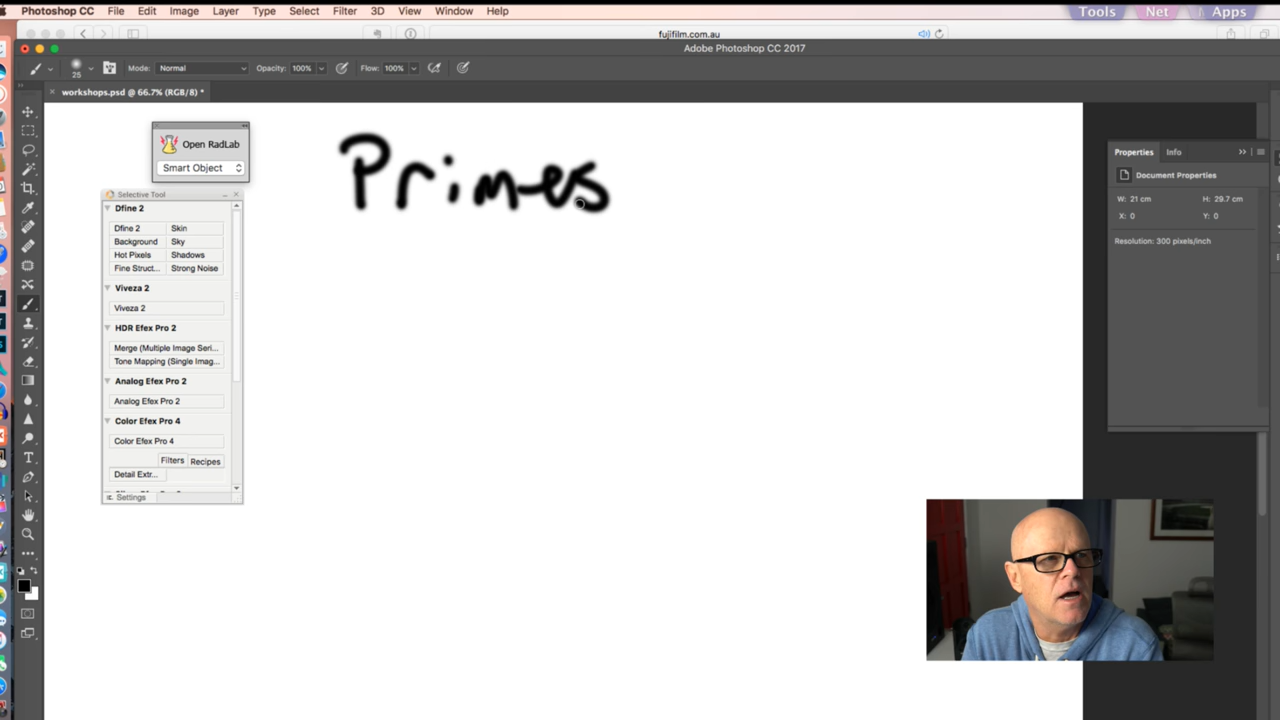 Photoshop CC File Edit Image Layer Type Select Filter 3D View Window Help Tools Net Apps
fujifilm.com.au
Adobe Photoshop CC 2017
25 Mode: Normal Opacity: 100% Flow: 100%
workshops.psd @ 66.7% (RGB/8) *
Open RadLab
Smart Object
Primes
Selective Tool
Dfine 2
Dfine 2 Skin
Background Sky
Hot Pixels Shadows
Fine Struct... Strong Noise
Viveza 2
Viveza 2
HDR Efex Pro 2
Merge (Multiple Image Seri...
Tone Mapping (Single Imag...
Analog Efex Pro 2
Analog Efex Pro 2
Color Efex Pro 4
Color Efex Pro 4
Filters Recipes
Detail Extr...
Settings
Properties Info
Document Properties
W: 21 cm H: 29.7 cm
X: 0 Y: 0
Resolution: 300 pixels/inch